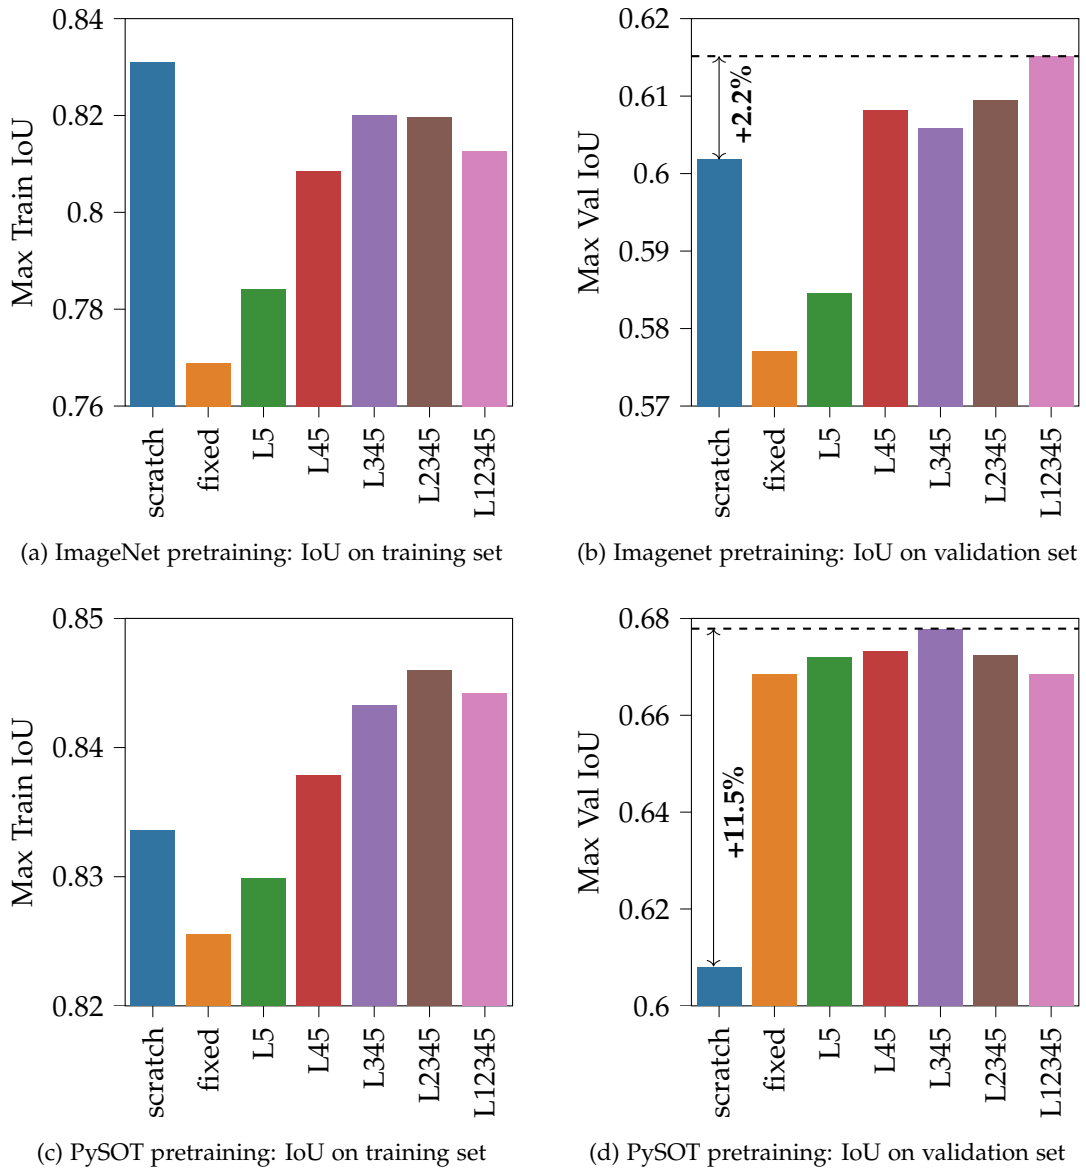 0.84
0.82
0.8
0.78
0.76
Max Train IoU
scratch
fixed
L5
L45
L345
L2345
L12345
(a) ImageNet pretraining: IoU on training set
0.62
0.61
0.6
0.59
0.58
0.57
Max Val IoU
+2.2%
scratch
fixed
L5
L45
L345
L2345
L12345
(b) Imagenet pretraining: IoU on validation set
0.85
0.84
0.83
0.82
Max Train IoU
scratch
fixed
L5
L45
L345
L2345
L12345
(c) PySOT pretraining: IoU on training set
0.68
0.66
0.64
0.62
0.6
Max Val IoU
+11.5%
scratch
fixed
L5
L45
L345
L2345
L12345
(d) PySOT pretraining: IoU on validation set